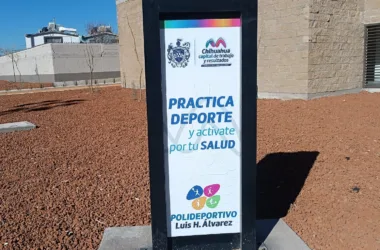 Chihuahua
capital de trabajo
y resultados
PRACTICA
DEPORTE
y actívate
por tu SALUD
POLIDEPORTIVO
Luis H. Álvarez